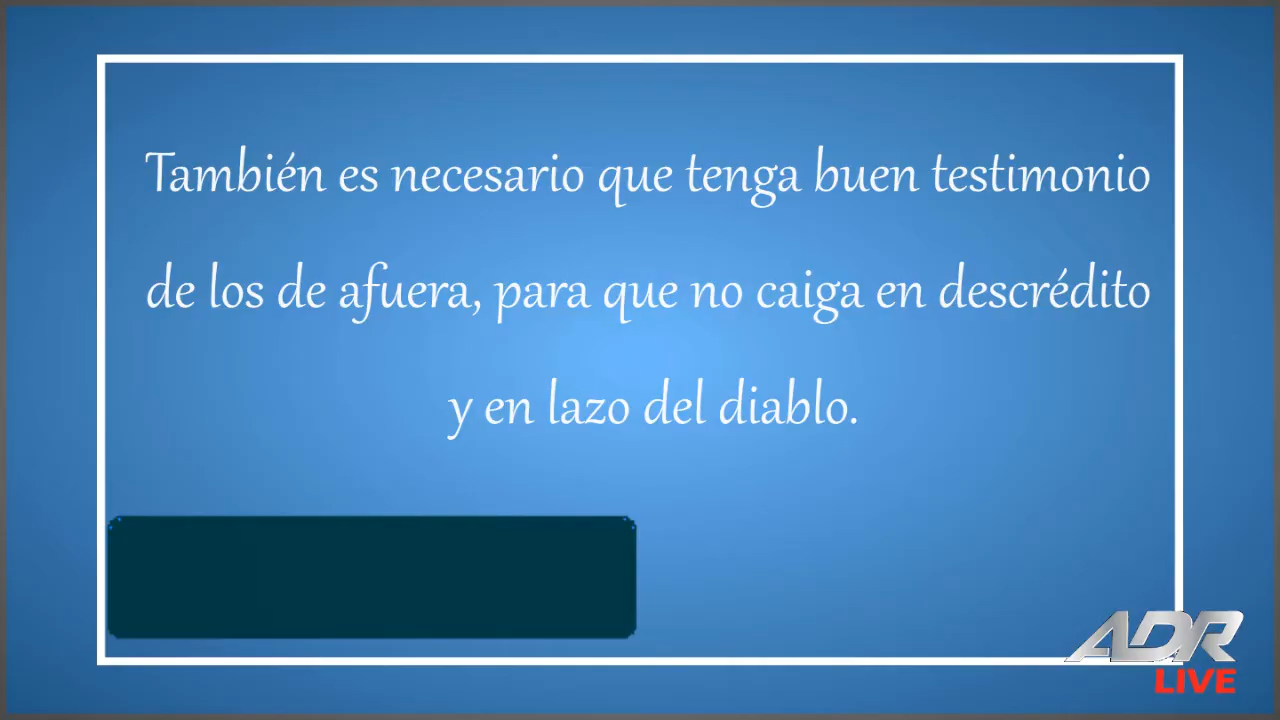 También es necesario que tenga buen testimonio
de los de afuera, para que no caiga en descrédito
y en lazo del diablo.
ADR
LIVE